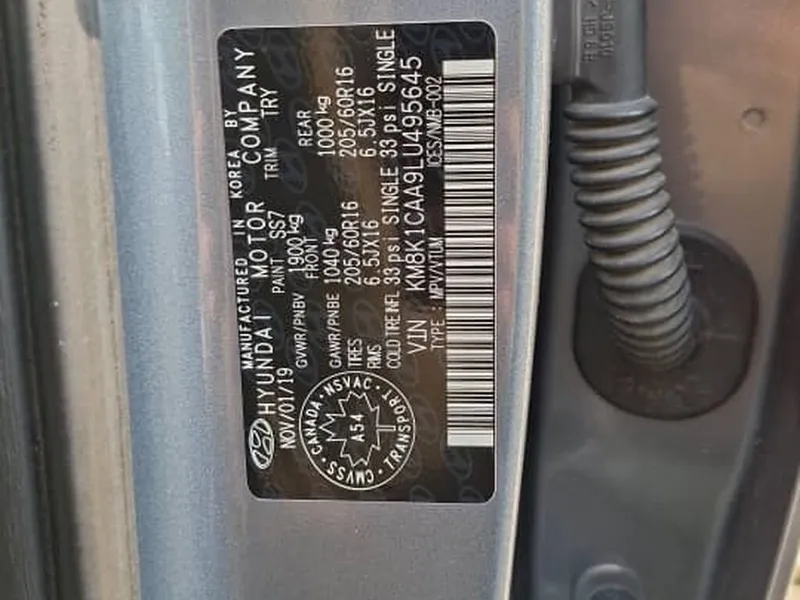 MANUFACTURED IN KOREA BY
HYUNDAI MOTOR COMPANY
NOV/01/19 PAINT SS7 TRIM TRY
GVWR/PNBV 1900kg
FRONT REAR
GAWR/PNBE 1040kg 1000kg
TIRES 205/60R16 205/60R16
RIMS 6.5JX16 6.5JX16
COLD TIRE INFL 33 psi SINGLE 33 psi SINGLE
VIN KM8K1CAA9LU495645
TYPE : MPV/VTUM ICES/NMB-002
CANADA · NSVAC · TRANSPORT · CMVSS
A54